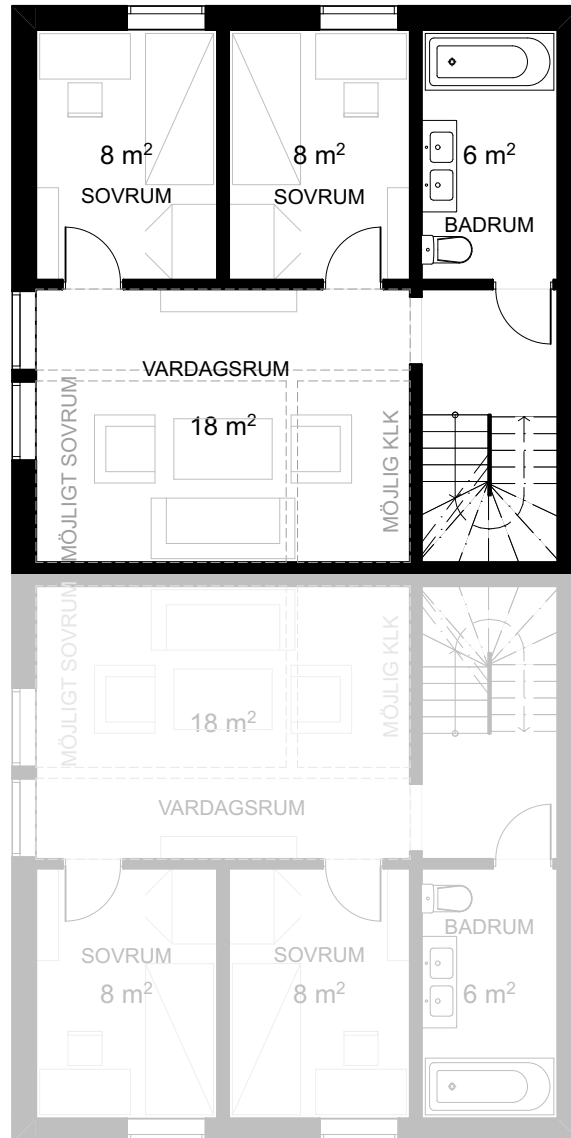 8 m²
SOVRUM
8 m²
SOVRUM
6 m²
BADRUM
VARDAGSRUM
18 m²
MÖJLIGT SOVRUM
MÖJLIG KLK
MÖJLIGT SOVRUM
18 m²
MÖJLIG KLK
VARDAGSRUM
SOVRUM
8 m²
SOVRUM
8 m²
BADRUM
6 m²